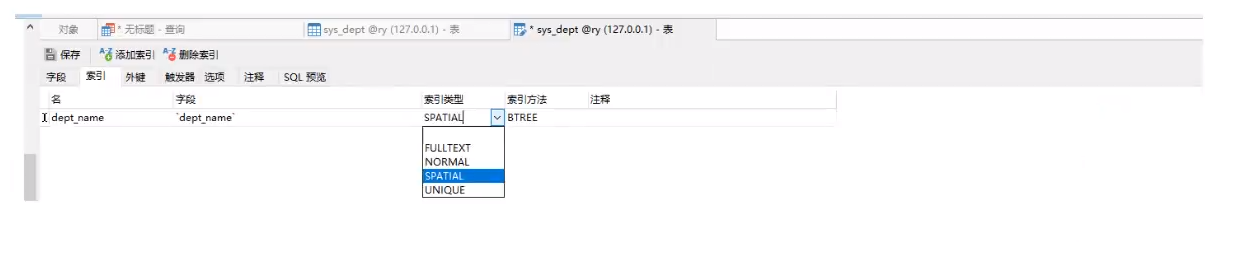 对象 * 无标题 - 查询 sys_dept @ry (127.0.0.1) - 表 * sys_dept @ry (127.0.0.1) - 表
保存 添加索引 删除索引
字段 索引 外键 触发器 选项 注释 SQL 预览
名 字段 索引类型 索引方法 注释
dept_name `dept_name` SPATIAL BTREE
FULLTEXT
NORMAL
SPATIAL
UNIQUE